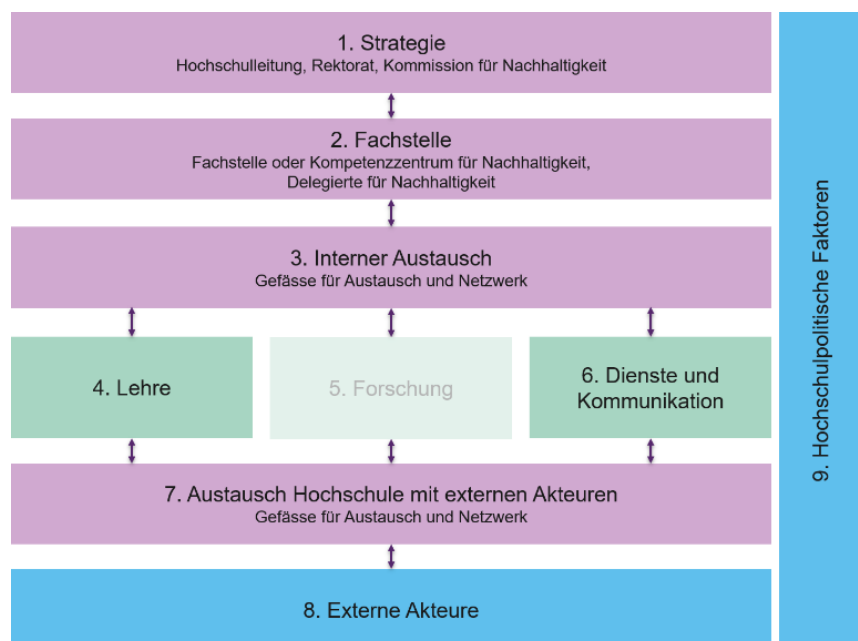 1. Strategie
Hochschulleitung, Rektorat, Kommission für Nachhaltigkeit
2. Fachstelle
Fachstelle oder Kompetenzzentrum für Nachhaltigkeit,
Delegierte für Nachhaltigkeit
3. Interner Austausch
Gefässe für Austausch und Netzwerk
4. Lehre
5. Forschung
6. Dienste und
Kommunikation
7. Austausch Hochschule mit externen Akteuren
Gefässe für Austausch und Netzwerk
8. Externe Akteure
9. Hochschulpolitische Faktoren